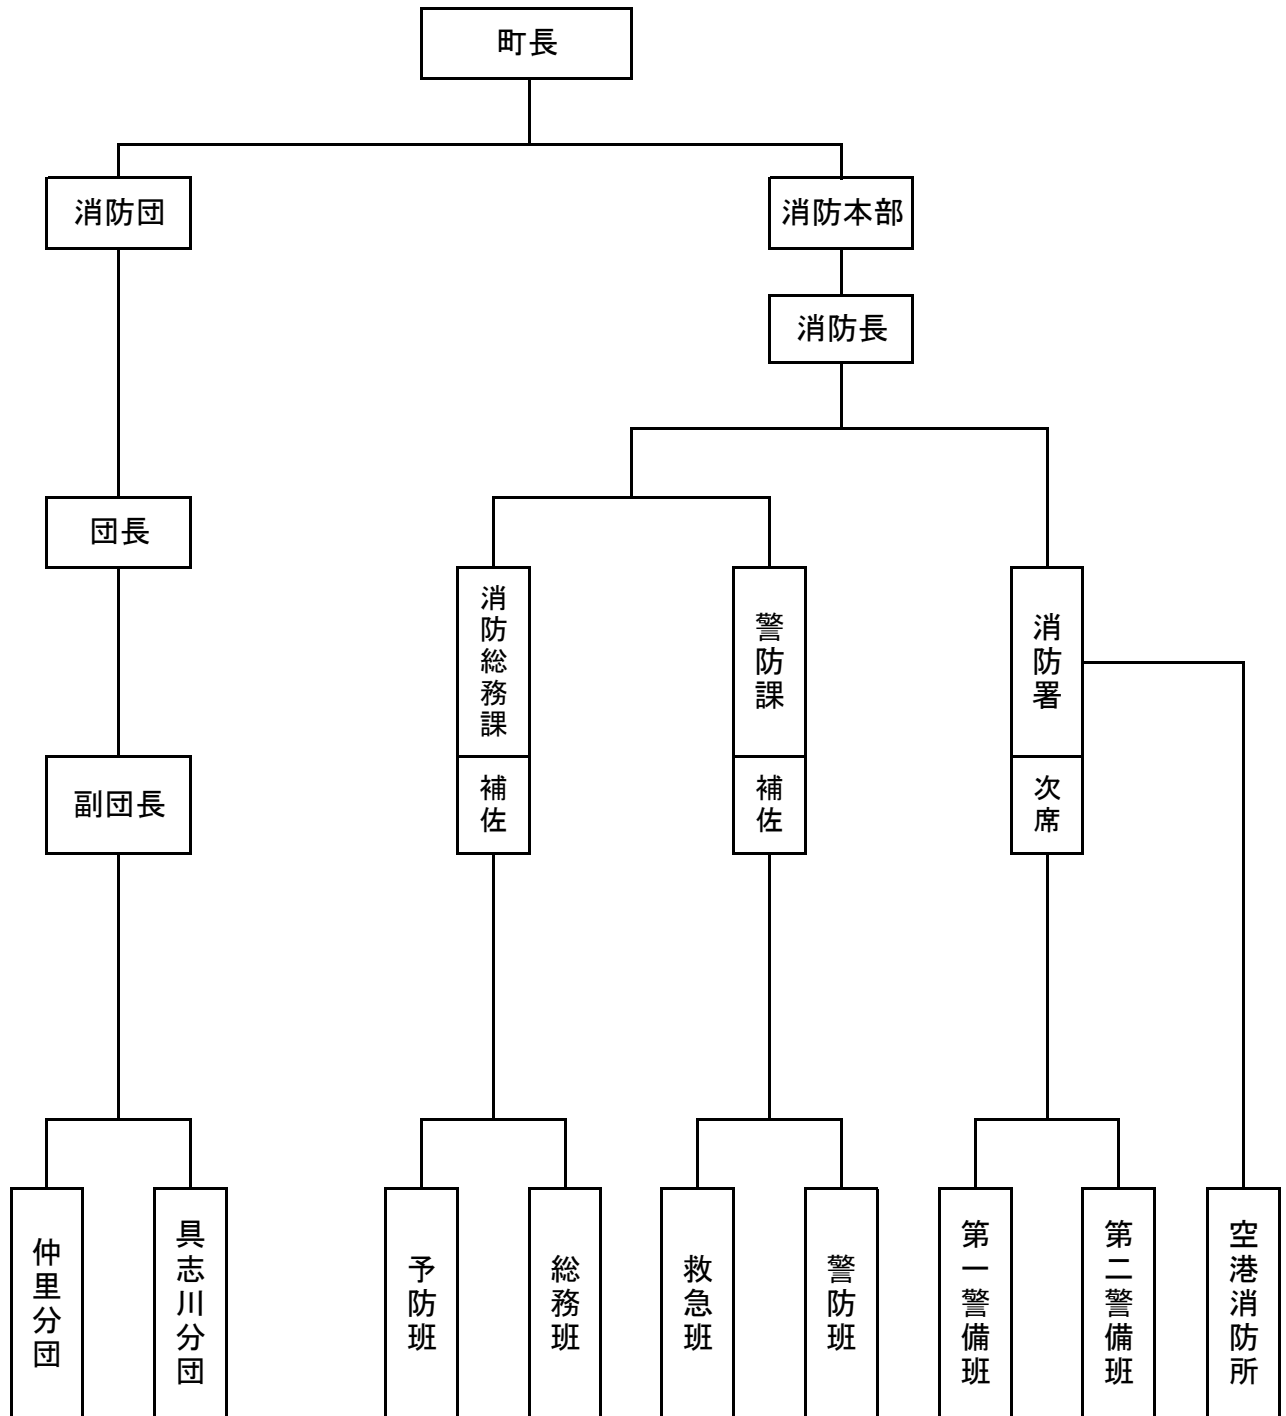 町長
消防団
消防本部
消防長
団長
消防総務課
警防課
消防署
副団長
補佐
補佐
次席
仲里分団
具志川分団
予防班
総務班
救急班
警防班
第一警備班
第二警備班
空港消防所